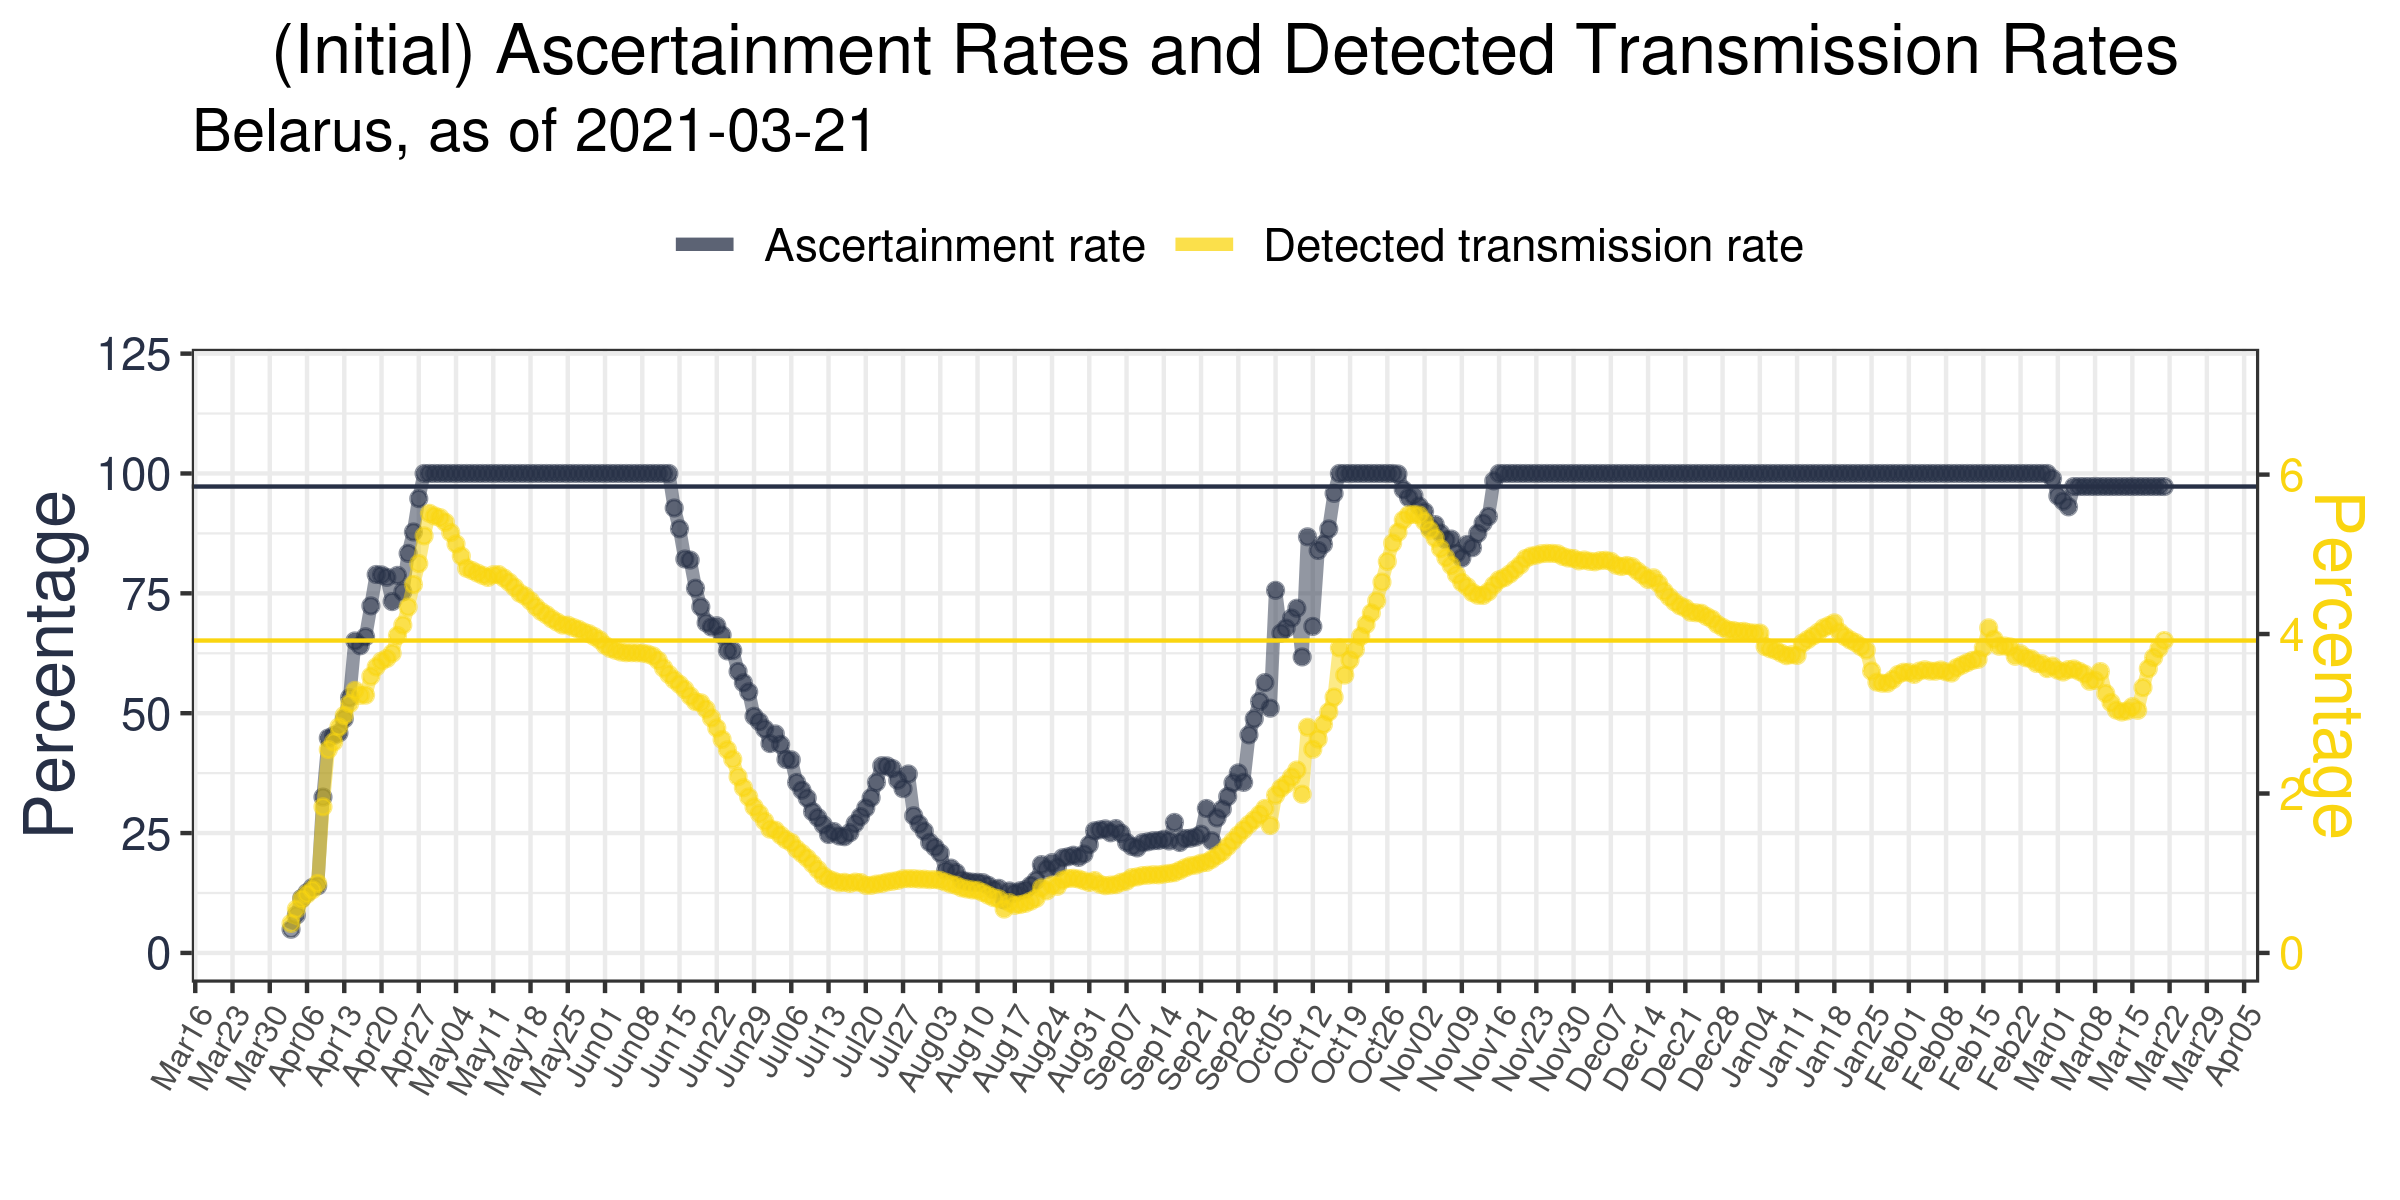 (Initial) Ascertainment Rates and Detected Transmission Rates
Belarus, as of 2021-03-21
Ascertainment rate
Detected transmission rate
Percentage
125
100
75
50
25
0
6
4
2
0
Percentage
Mar16
Mar23
Mar30
Apr06
Apr13
Apr20
Apr27
May04
May11
May18
May25
Jun01
Jun08
Jun15
Jun22
Jun29
Jul06
Jul13
Jul20
Jul27
Aug03
Aug10
Aug17
Aug24
Aug31
Sep07
Sep14
Sep21
Sep28
Oct05
Oct12
Oct19
Oct26
Nov02
Nov09
Nov16
Nov23
Nov30
Dec07
Dec14
Dec21
Dec28
Jan04
Jan11
Jan18
Jan25
Feb01
Feb08
Feb15
Feb22
Mar01
Mar08
Mar15
Mar22
Mar29
Apr05